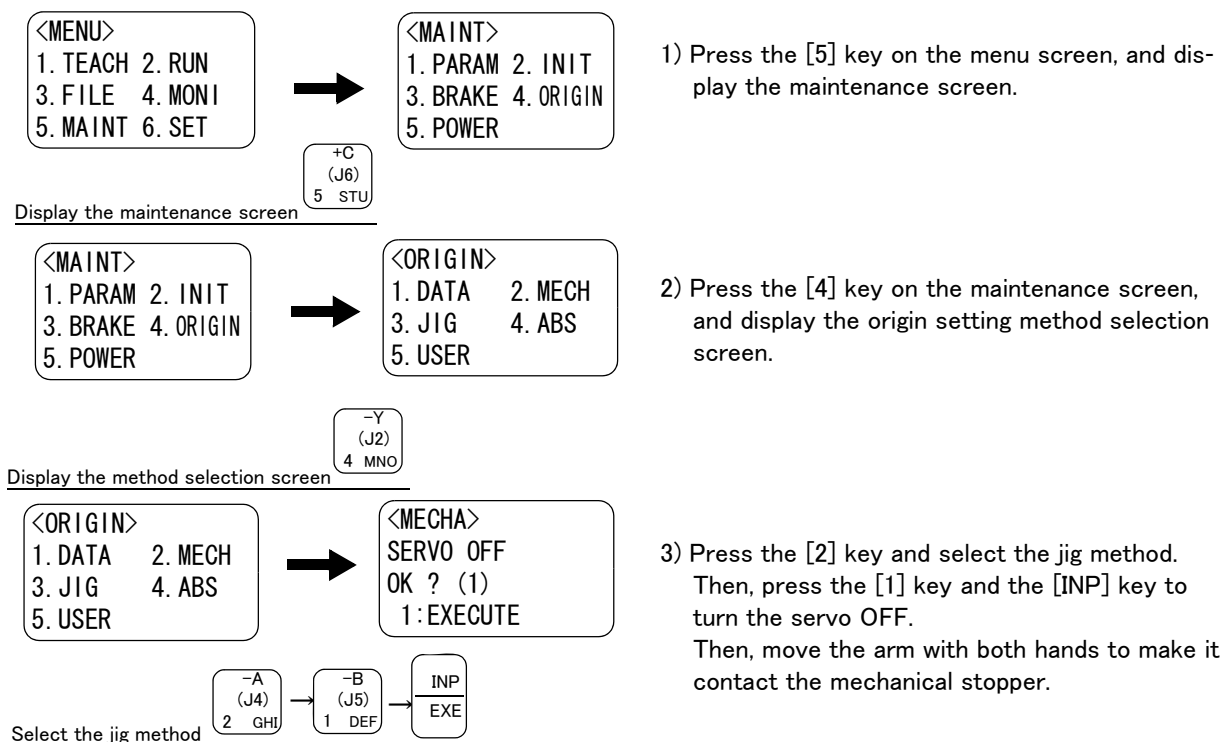 <MENU>
1. TEACH 2. RUN
3. FILE 4. MONI
5. MAINT 6. SET
<MAINT>
1. PARAM 2. INIT
3. BRAKE 4. ORIGIN
5. POWER
+C
(J6)
5 STU
Display the maintenance screen
1) Press the [5] key on the menu screen, and dis-
play the maintenance screen.
<MAINT>
1. PARAM 2. INIT
3. BRAKE 4. ORIGIN
5. POWER
<ORIGIN>
1. DATA 2. MECH
3. JIG 4. ABS
5. USER
−Y
(J2)
4 MNO
Display the method selection screen
2) Press the [4] key on the maintenance screen,
and display the origin setting method selection
screen.
<ORIGIN>
1. DATA 2. MECH
3. JIG 4. ABS
5. USER
<MECHA>
SERVO OFF
OK ? (1)
1:EXECUTE
−A
(J4)
2 GHI
→
−B
(J5)
1 DEF
→
INP
EXE
Select the jig method
3) Press the [2] key and select the jig method.
Then, press the [1] key and the [INP] key to
turn the servo OFF.
Then, move the arm with both hands to make it
contact the mechanical stopper.